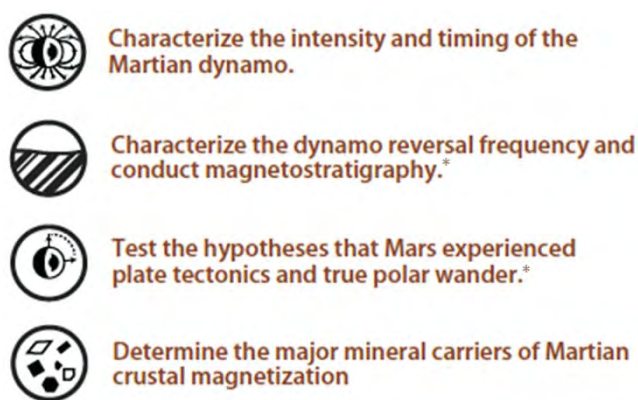 Characterize the intensity and timing of the
Martian dynamo.
Characterize the dynamo reversal frequency and
conduct magnetostratigraphy.*
Test the hypotheses that Mars experienced
plate tectonics and true polar wander.*
Determine the major mineral carriers of Martian
crustal magnetization